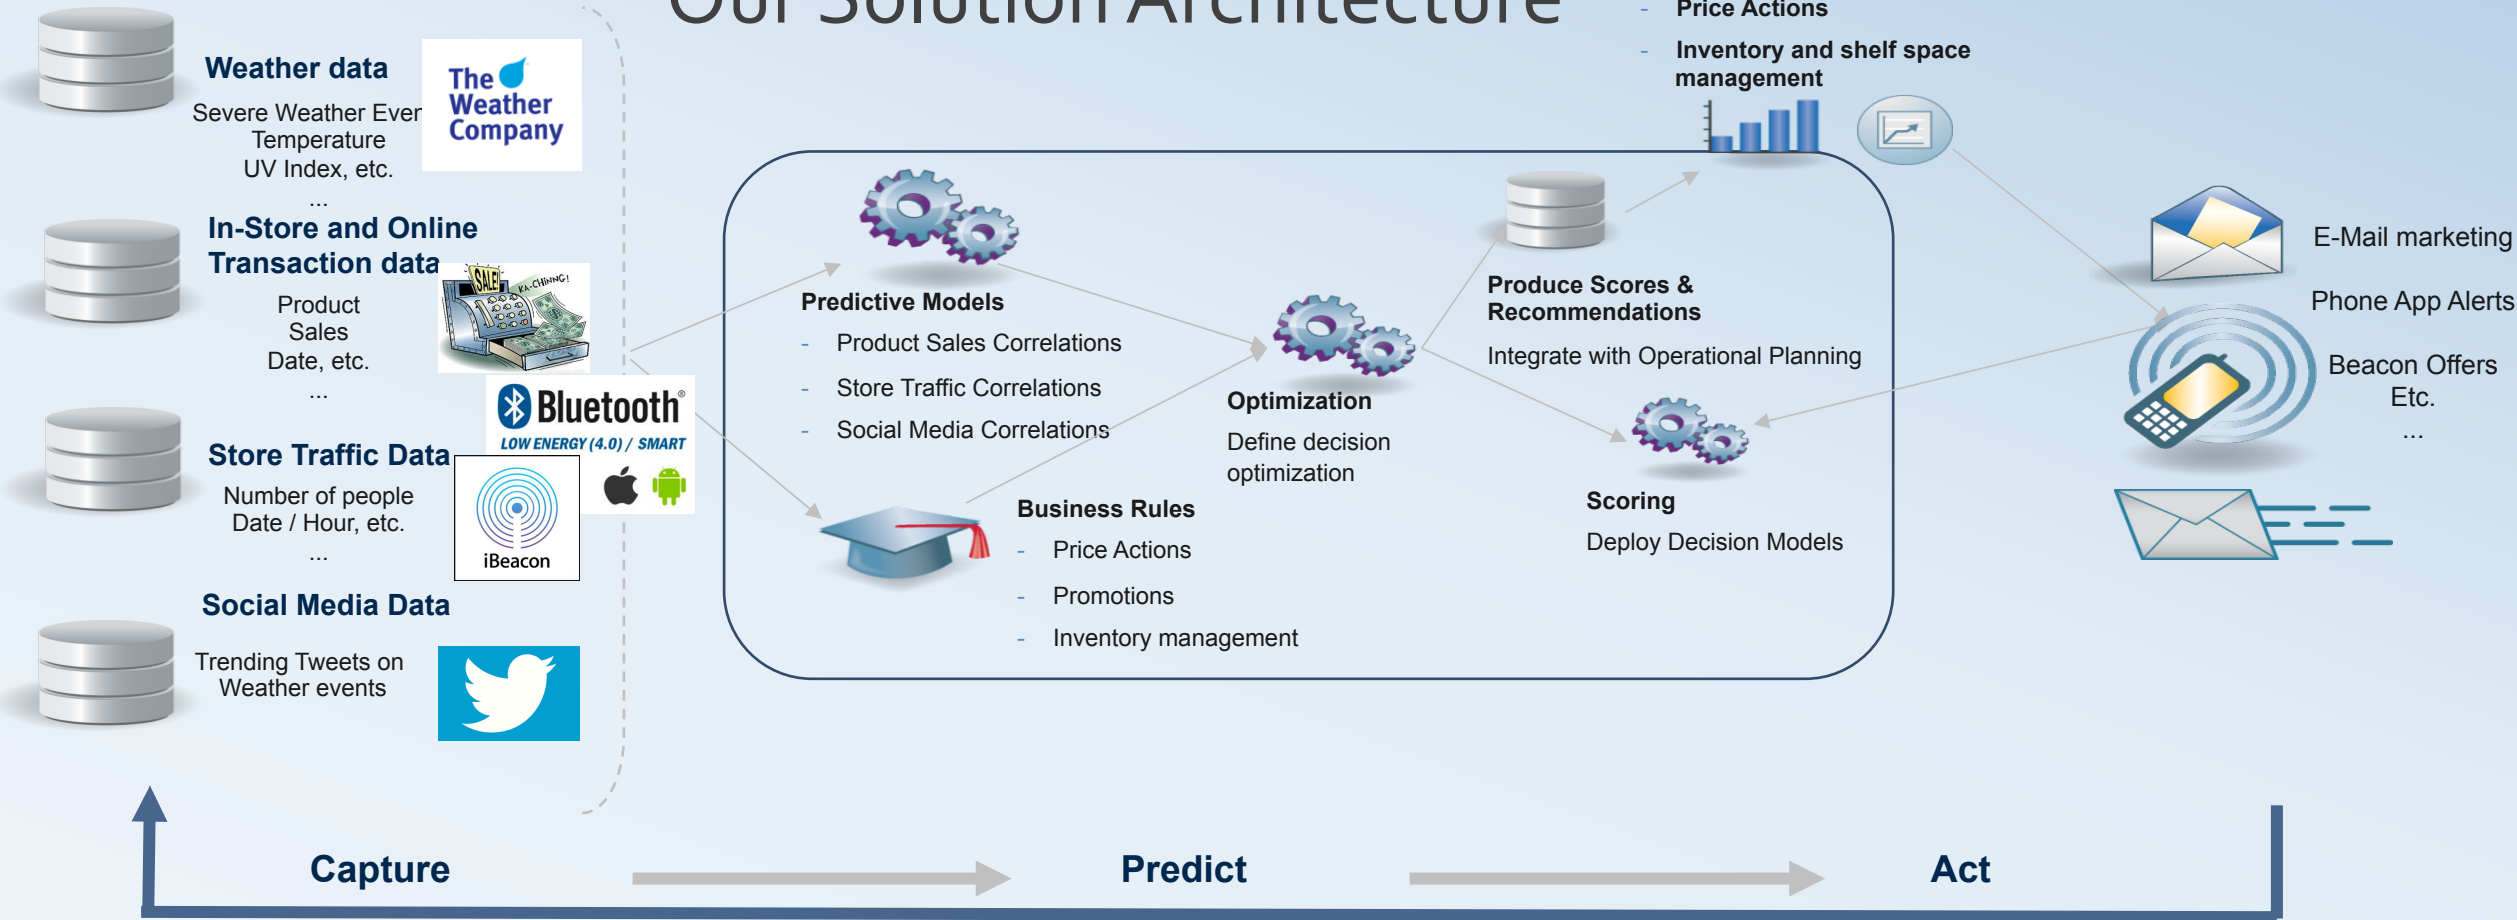 Our Solution Architecture
Price Actions
Inventory and shelf space
management
Weather data
Severe Weather Even
Temperature
UV Index, etc.
...
The
Weather
Company
In-Store and Online
Transaction data
Product
Sales
Date, etc.
...
SALE!
KA-CHINNG!
Bluetooth®
LOW ENERGY (4.0) / SMART
Store Traffic Data
Number of people
Date / Hour, etc.
...
iBeacon
Social Media Data
Trending Tweets on
Weather events
Predictive Models
- Product Sales Correlations
- Store Traffic Correlations
- Social Media Correlations
Business Rules
- Price Actions
- Promotions
- Inventory management
Optimization
Define decision
optimization
Produce Scores &
Recommendations
Integrate with Operational Planning
Scoring
Deploy Decision Models
E-Mail marketing
Phone App Alerts
Beacon Offers
Etc.
...
Capture
Predict
Act